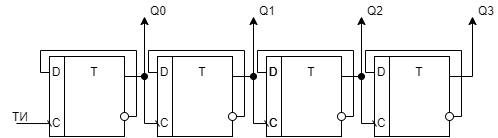 Q0 Q1 Q2 Q3
D T D T D T D T
ТИ C C C C